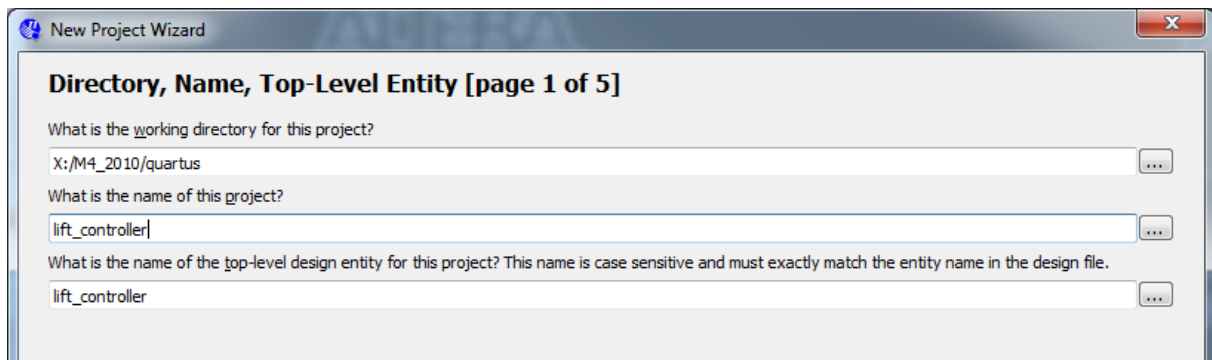 New Project Wizard
Directory, Name, Top-Level Entity [page 1 of 5]
What is the working directory for this project?
X:/M4_2010/quartus
...
What is the name of this project?
lift_controller
...
What is the name of the top-level design entity for this project? This name is case sensitive and must exactly match the entity name in the design file.
lift_controller
...